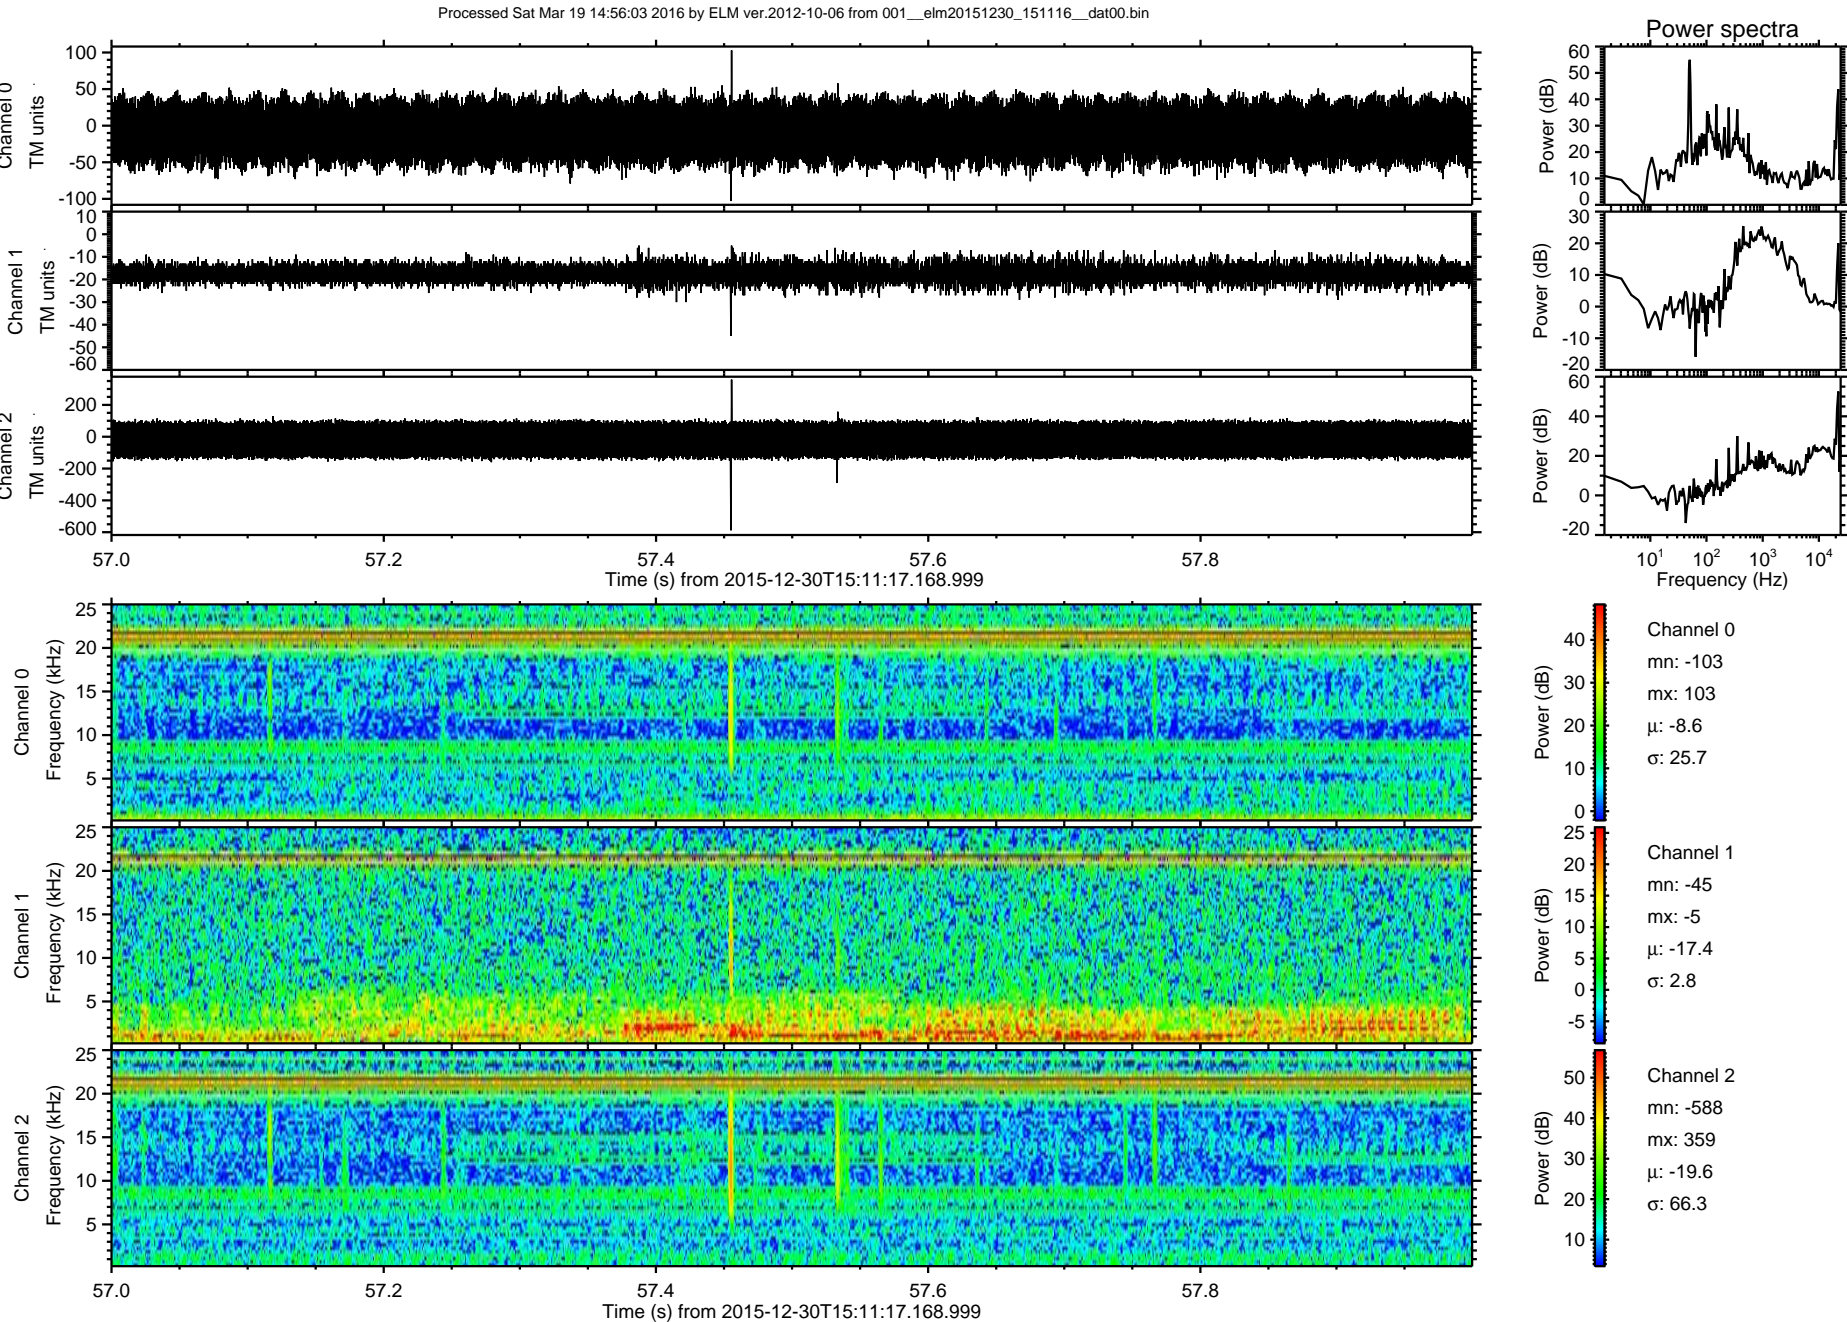 Processed Sat Mar 19 14:56:03 2016 by ELM ver.2012-10-06 from 001__elm20151230_151116__dat00.bin
Power spectra
Channel 0
TM units
100
50
0
-50
-100
Power (dB)
60
50
40
30
20
10
0
Channel 1
TM units
10
0
-10
-20
-30
-40
-50
-60
Power (dB)
30
20
10
0
-10
-20
Channel 2
TM units
200
0
-200
-400
-600
Power (dB)
60
40
20
0
-20
57.0 57.2 57.4 57.6 57.8
Time (s) from 2015-12-30T15:11:17.168.999
10¹ 10² 10³ 10⁴
Frequency (Hz)
Channel 0
Frequency (kHz)
25
20
15
10
5
Power (dB)
40
30
20
10
0
Channel 0
mn: -103
mx: 103
μ: -8.6
σ: 25.7
Channel 1
Frequency (kHz)
25
20
15
10
5
Power (dB)
25
20
15
10
5
0
-5
Channel 1
mn: -45
mx: -5
μ: -17.4
σ: 2.8
Channel 2
Frequency (kHz)
25
20
15
10
5
Power (dB)
50
40
30
20
10
Channel 2
mn: -588
mx: 359
μ: -19.6
σ: 66.3
57.0 57.2 57.4 57.6 57.8
Time (s) from 2015-12-30T15:11:17.168.999